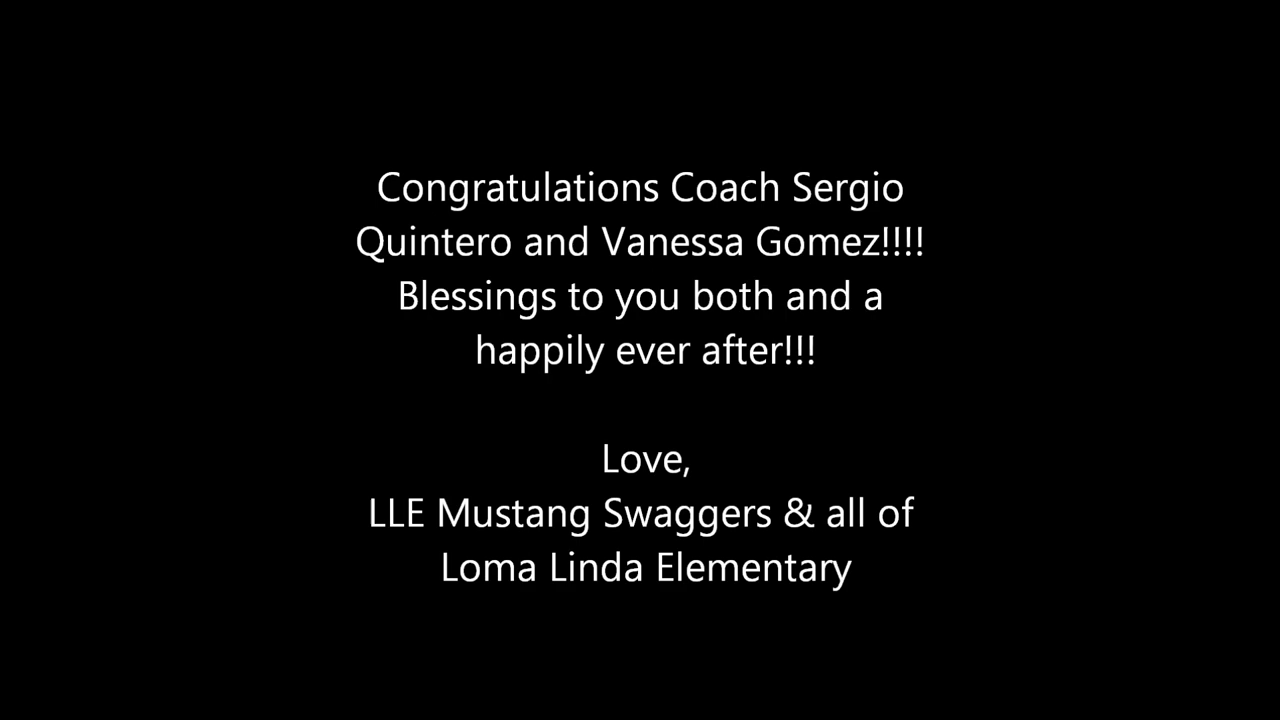 Congratulations Coach Sergio
Quintero and Vanessa Gomez!!!!
Blessings to you both and a
happily ever after!!!
Love,
LLE Mustang Swaggers & all of
Loma Linda Elementary